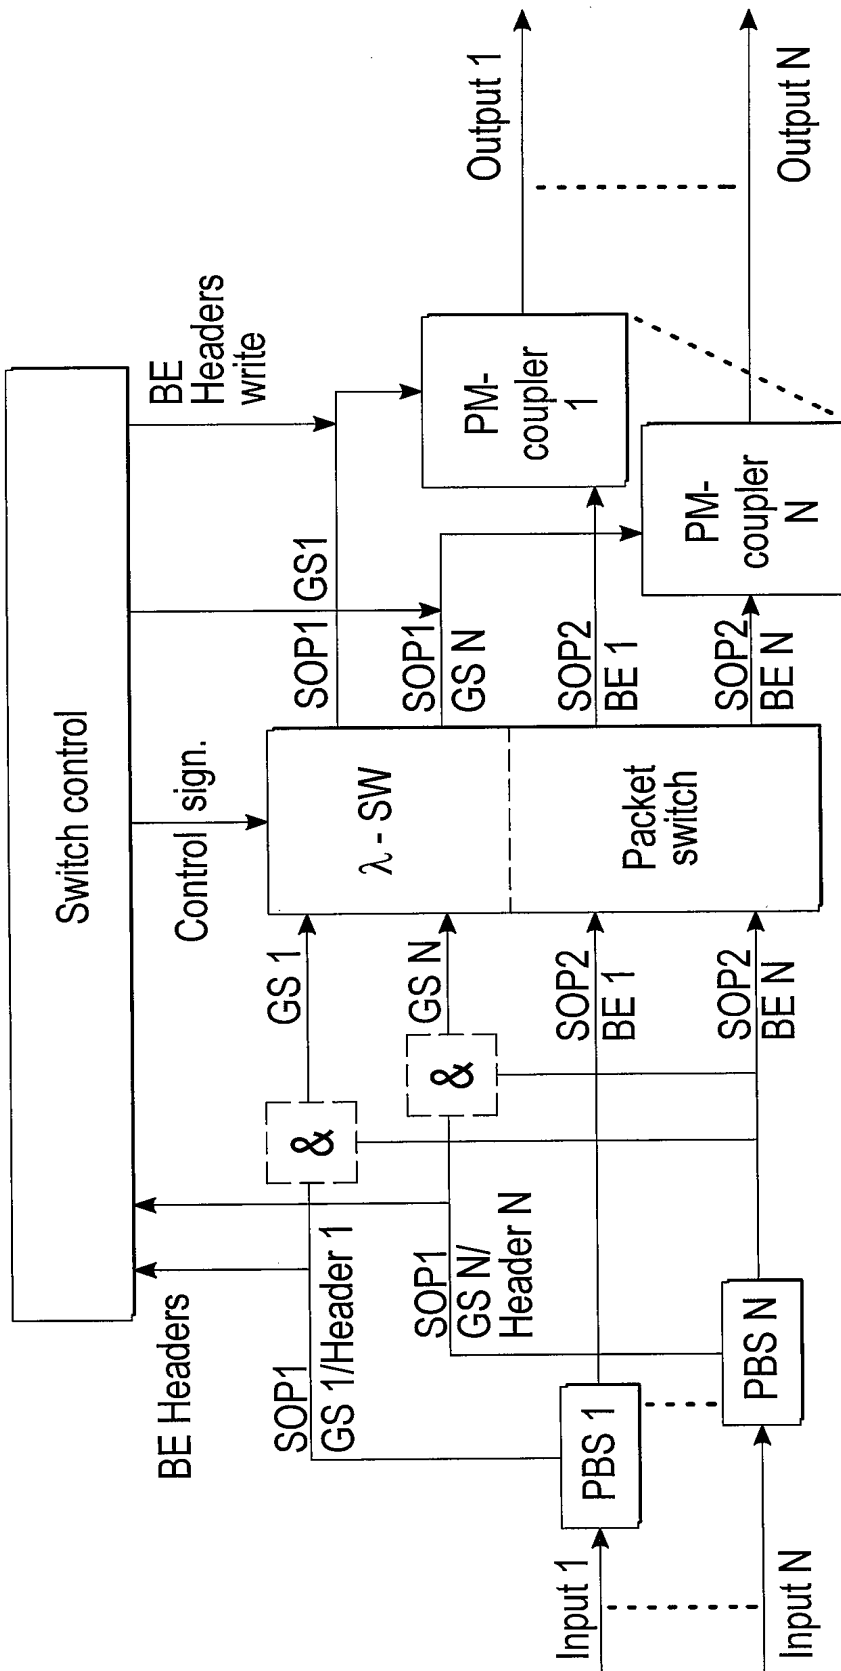 Switch control
BE Headers
Control sign.
BE
Headers
write
SOP1
GS 1/Header 1
&
GS 1
SOP1 GS1
SOP1
GS N/
Header N
&
GS N
λ - SW
SOP1
GS N
PM-
coupler
1
Output 1
Input 1
PBS 1
SOP2
BE 1
Packet
switch
SOP2
BE 1
Input N
PBS N
SOP2
BE N
SOP2
BE N
PM-
coupler
N
Output N